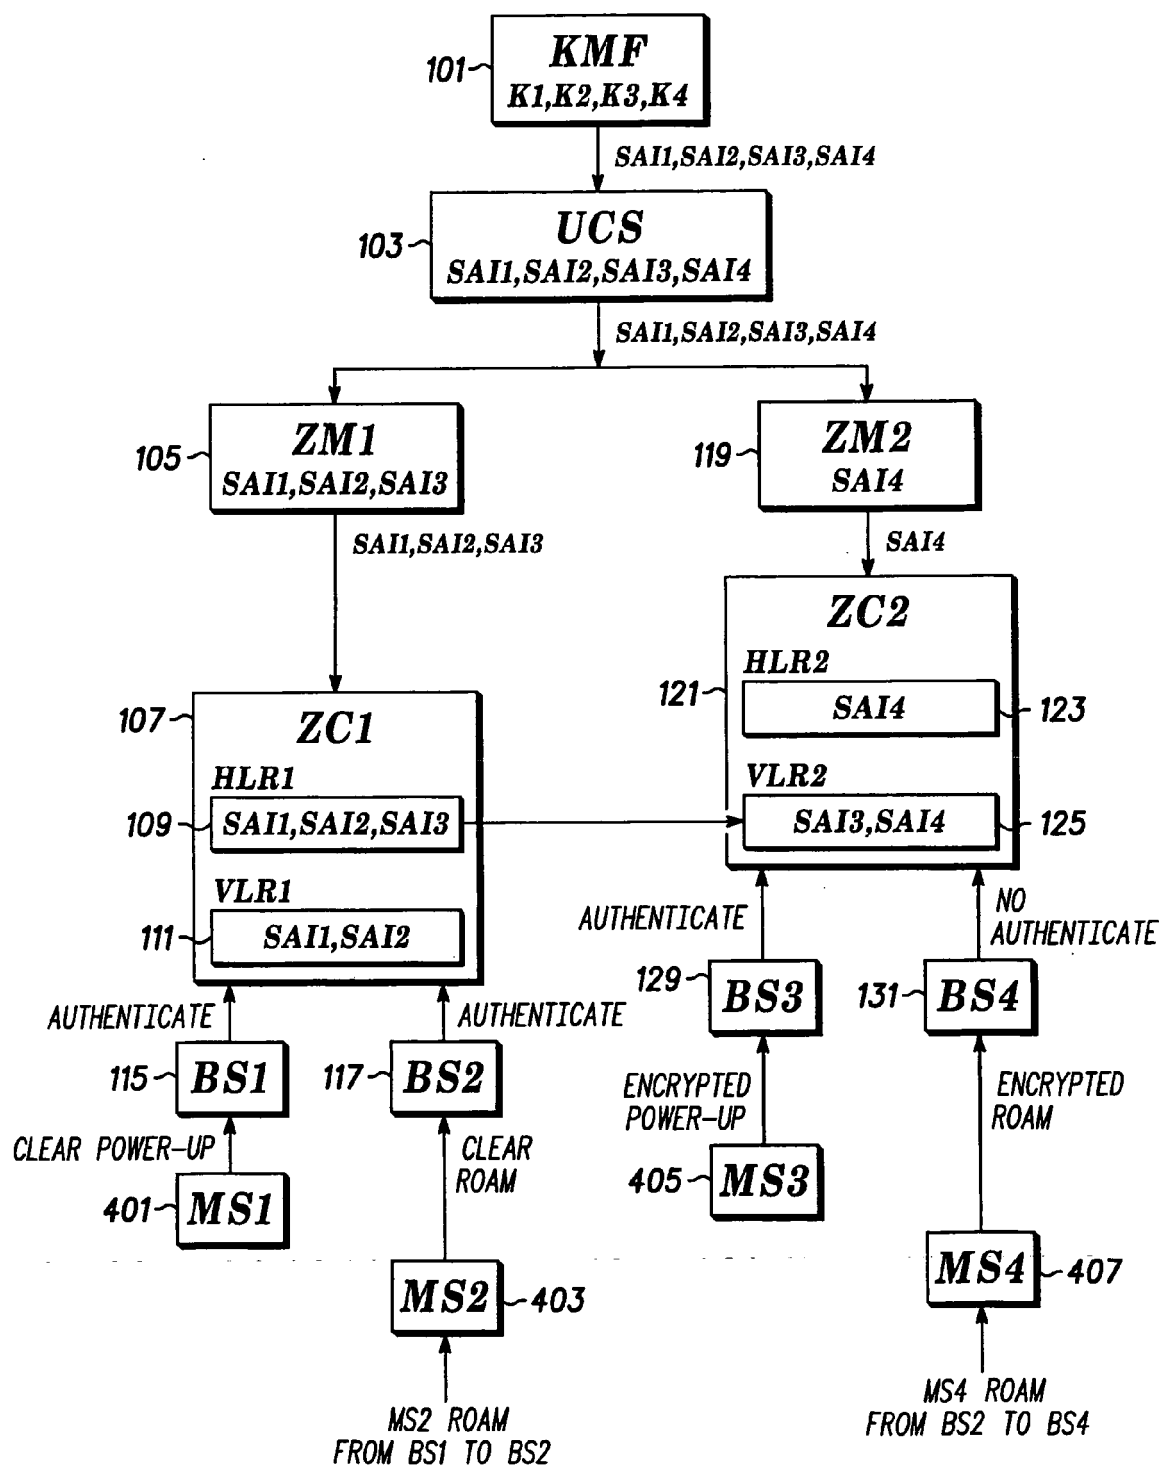 KMF
101
K1,K2,K3,K4
SAI1,SAI2,SAI3,SAI4
UCS
103
SAI1,SAI2,SAI3,SAI4
SAI1,SAI2,SAI3,SAI4
ZM1
105
SAI1,SAI2,SAI3
ZM2
119
SAI4
SAI1,SAI2,SAI3
SAI4
ZC2
HLR2
121
SAI4
123
VLR2
SAI3,SAI4
125
107
ZC1
HLR1
109
SAI1,SAI2,SAI3
VLR1
111
SAI1,SAI2
AUTHENTICATE
NO
AUTHENTICATE
129
BS3
131
BS4
AUTHENTICATE
AUTHENTICATE
115
BS1
117
BS2
ENCRYPTED
POWER-UP
ENCRYPTED
ROAM
CLEAR POWER-UP
CLEAR
ROAM
401
MS1
405
MS3
MS2
403
MS4
407
MS2 ROAM
FROM BS1 TO BS2
MS4 ROAM
FROM BS2 TO BS4